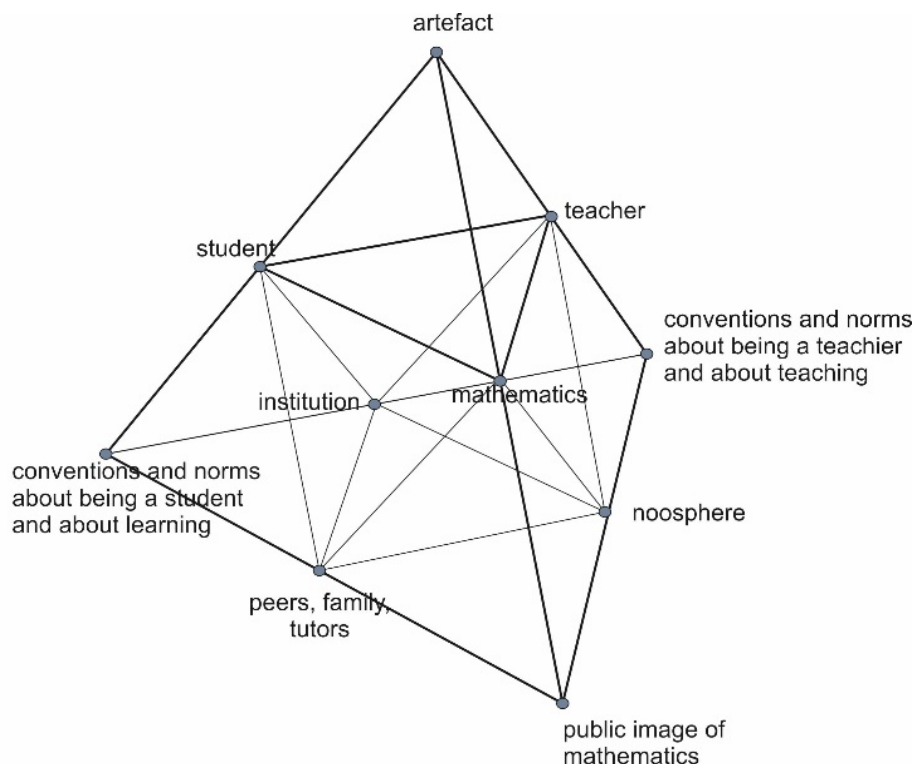 artefact
teacher
student
conventions and norms
about being a teachier
and about teaching
institution
mathematics
conventions and norms
about being a student
and about learning
noosphere
peers, family,
tutors
public image of
mathematics